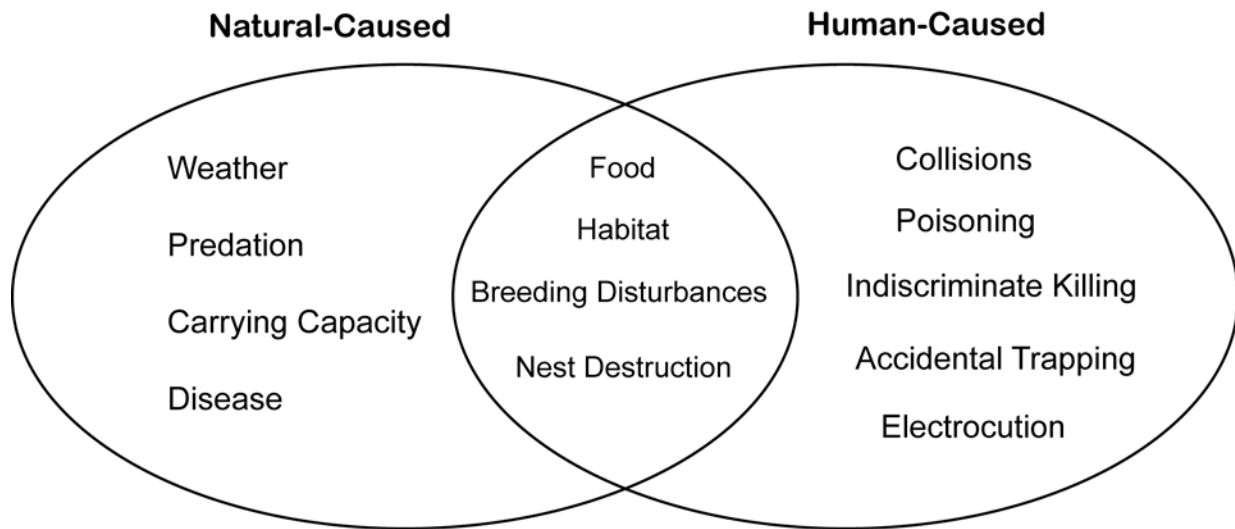 Natural-Caused
Human-Caused
Weather
Predation
Carrying Capacity
Disease
Food
Habitat
Breeding Disturbances
Nest Destruction
Collisions
Poisoning
Indiscriminate Killing
Accidental Trapping
Electrocution